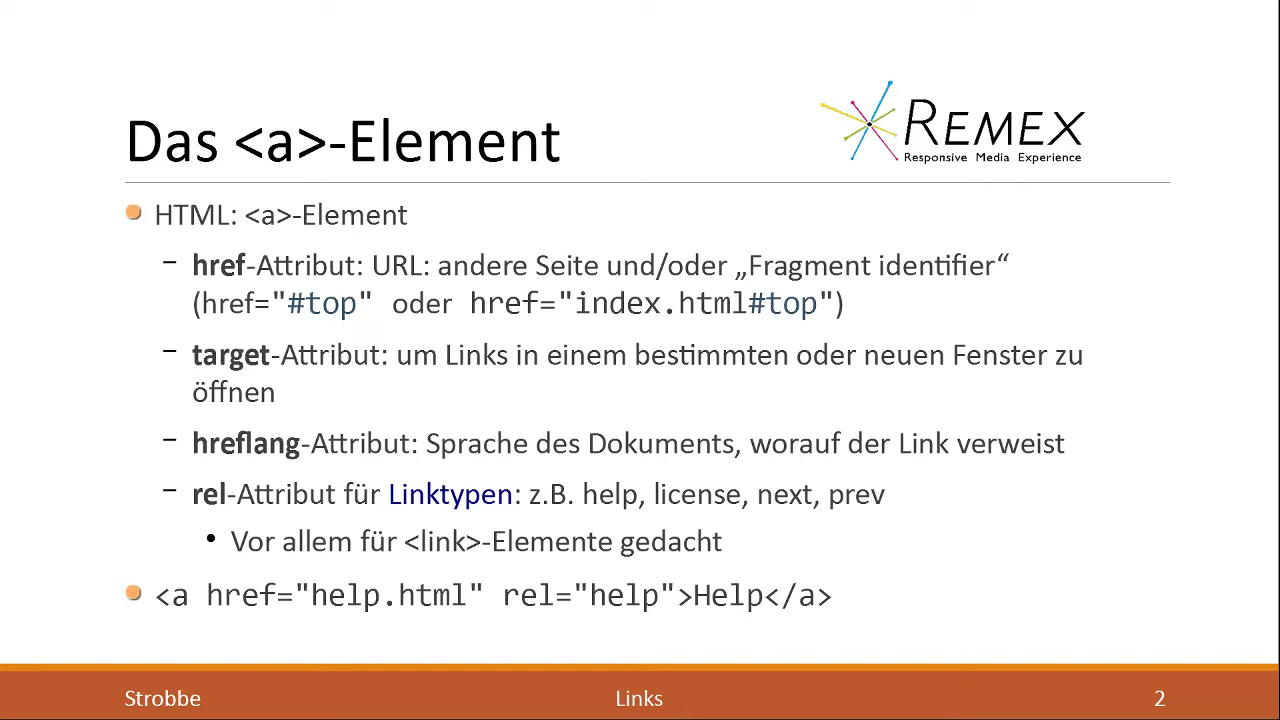 Das <a>-Element
REMEX
Responsive Media Experience
HTML: <a>-Element
– href-Attribut: URL: andere Seite und/oder „Fragment identifier“
(href="#top" oder href="index.html#top")
– target-Attribut: um Links in einem bestimmten oder neuen Fenster zu
öffnen
– hreflang-Attribut: Sprache des Dokuments, worauf der Link verweist
– rel-Attribut für Linktypen: z.B. help, license, next, prev
• Vor allem für <link>-Elemente gedacht
<a href="help.html" rel="help">Help</a>
Strobbe
Links
2